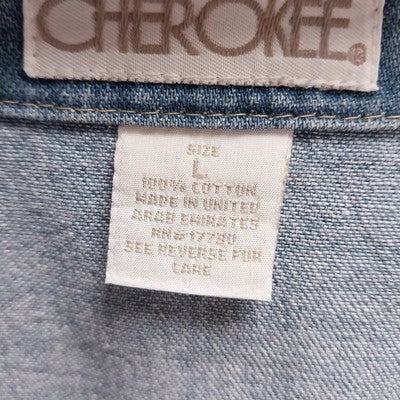 CHEROKEE®
SIZE
L
100% COTTON
MADE IN UNITED
ARAB EMIRATES
RN#17730
SEE REVERSE FOR
CARE